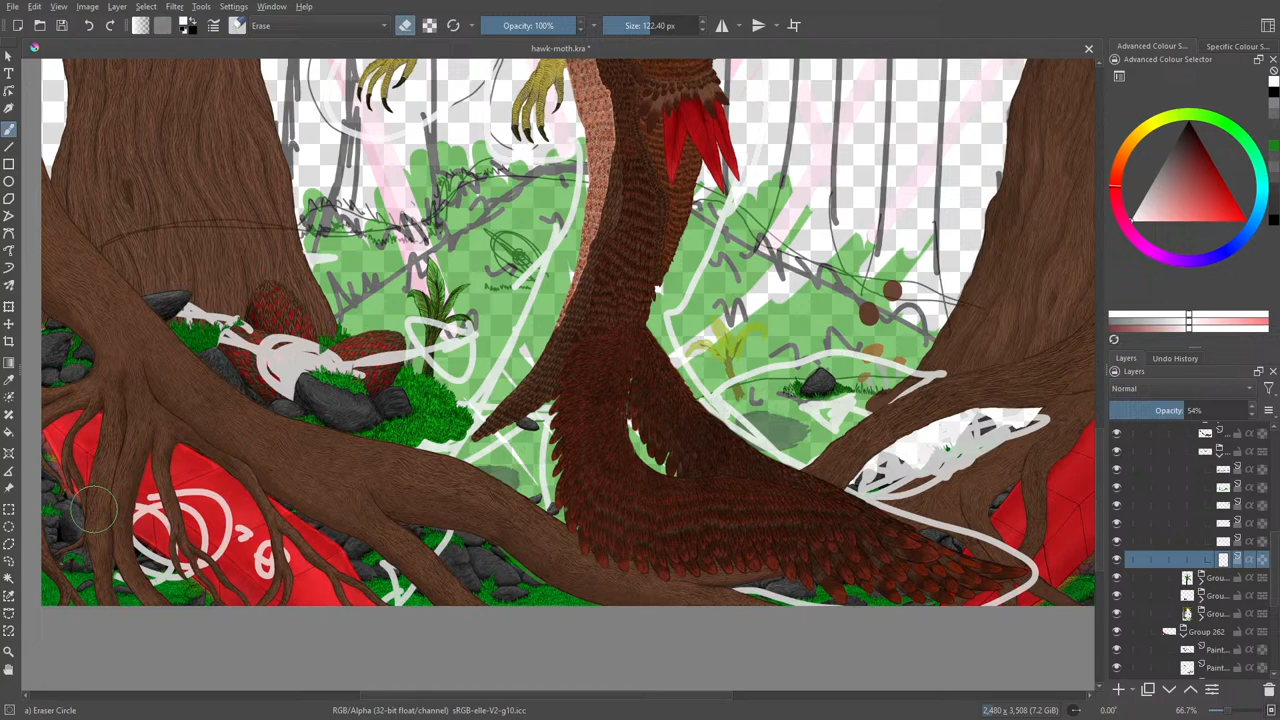 File Edit View Image Layer Select Filter Tools Settings Window Help
Erase Opacity: 100% Size: 122.40 px
hawk-moth.kra *
Advanced Colour S... Specific Colour S...
Advanced Colour Selector
Layers Undo History
Layers
Normal
Opacity: 54%
Grou...
Grou...
Grou...
Group 262
Paint...
Paint...
a) Eraser Circle RGB/Alpha (32-bit float/channel) sRGB-elle-V2-g10.icc 2,480 x 3,508 (7.2 GiB) 0.00° 66.7%